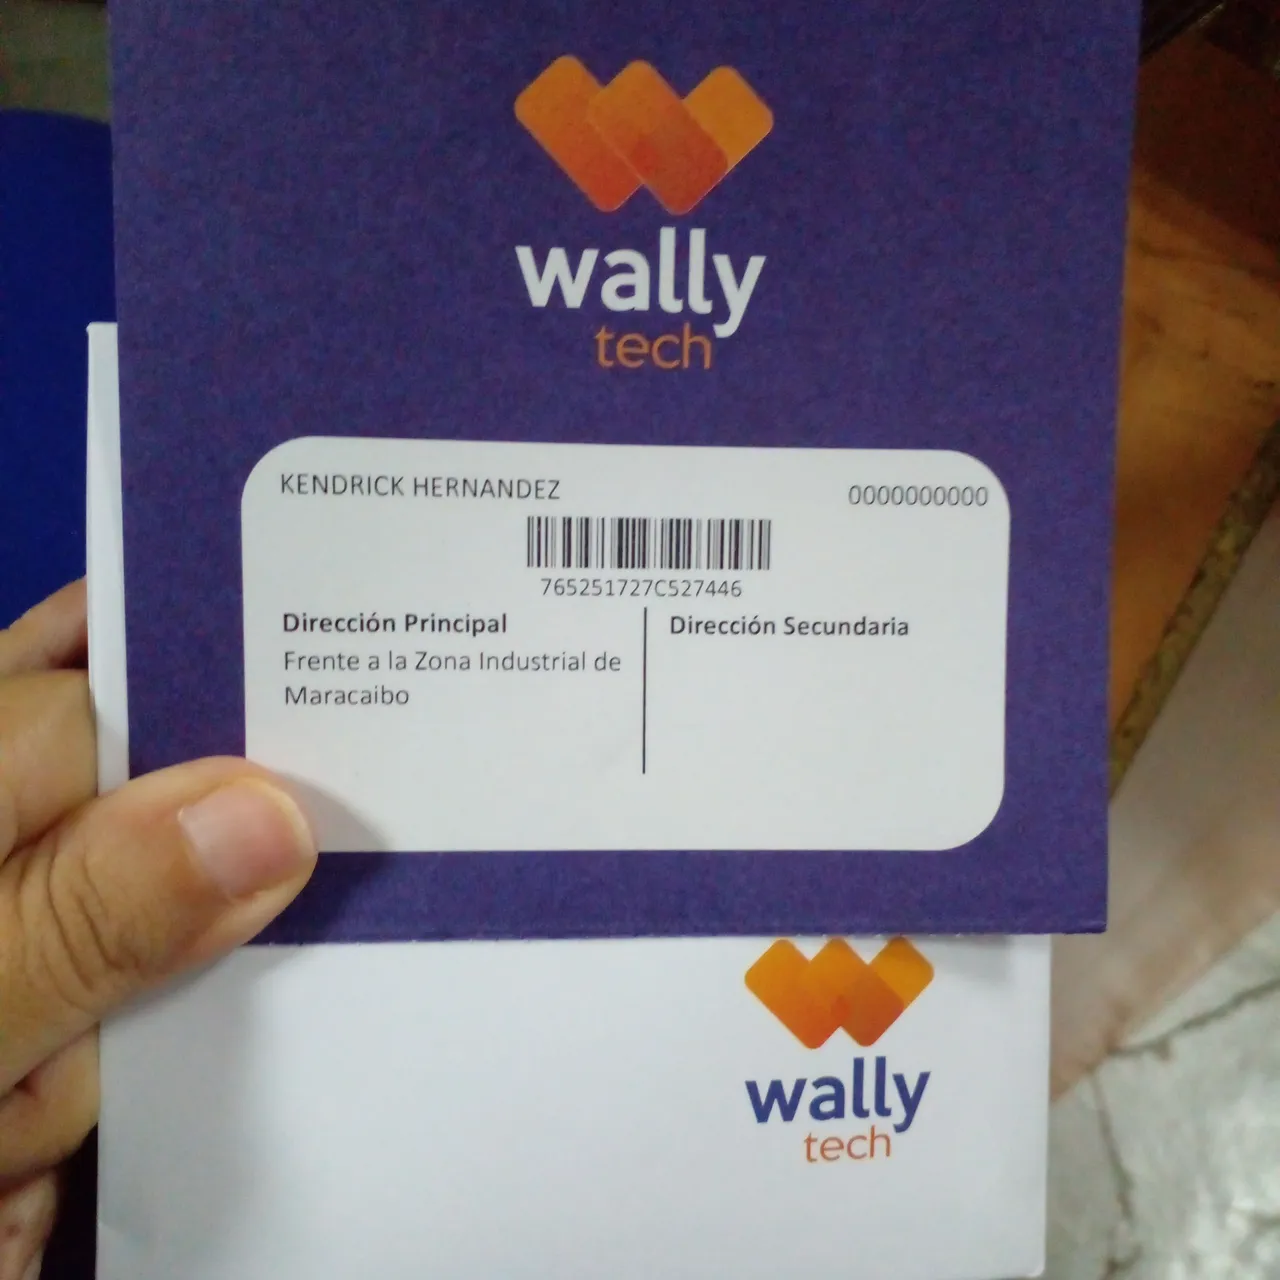 wally
tech
KENDRICK HERNANDEZ
0000000000
765251727C527446
Dirección Principal
Frente a la Zona Industrial de
Maracaibo
Dirección Secundaria
wally
tech